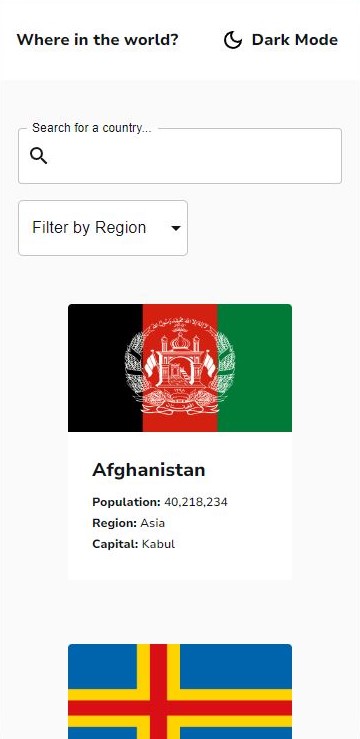 Where in the world?
Dark Mode
Search for a country...
Filter by Region
Afghanistan
Population: 40,218,234
Region: Asia
Capital: Kabul